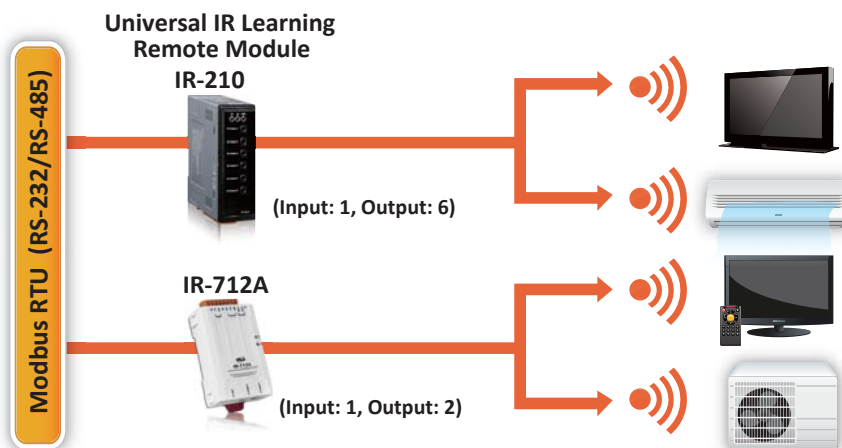 Universal IR Learning
Remote Module
IR-210
(Input: 1, Output: 6)
IR-712A
(Input: 1, Output: 2)
Modbus RTU (RS-232/RS-485)